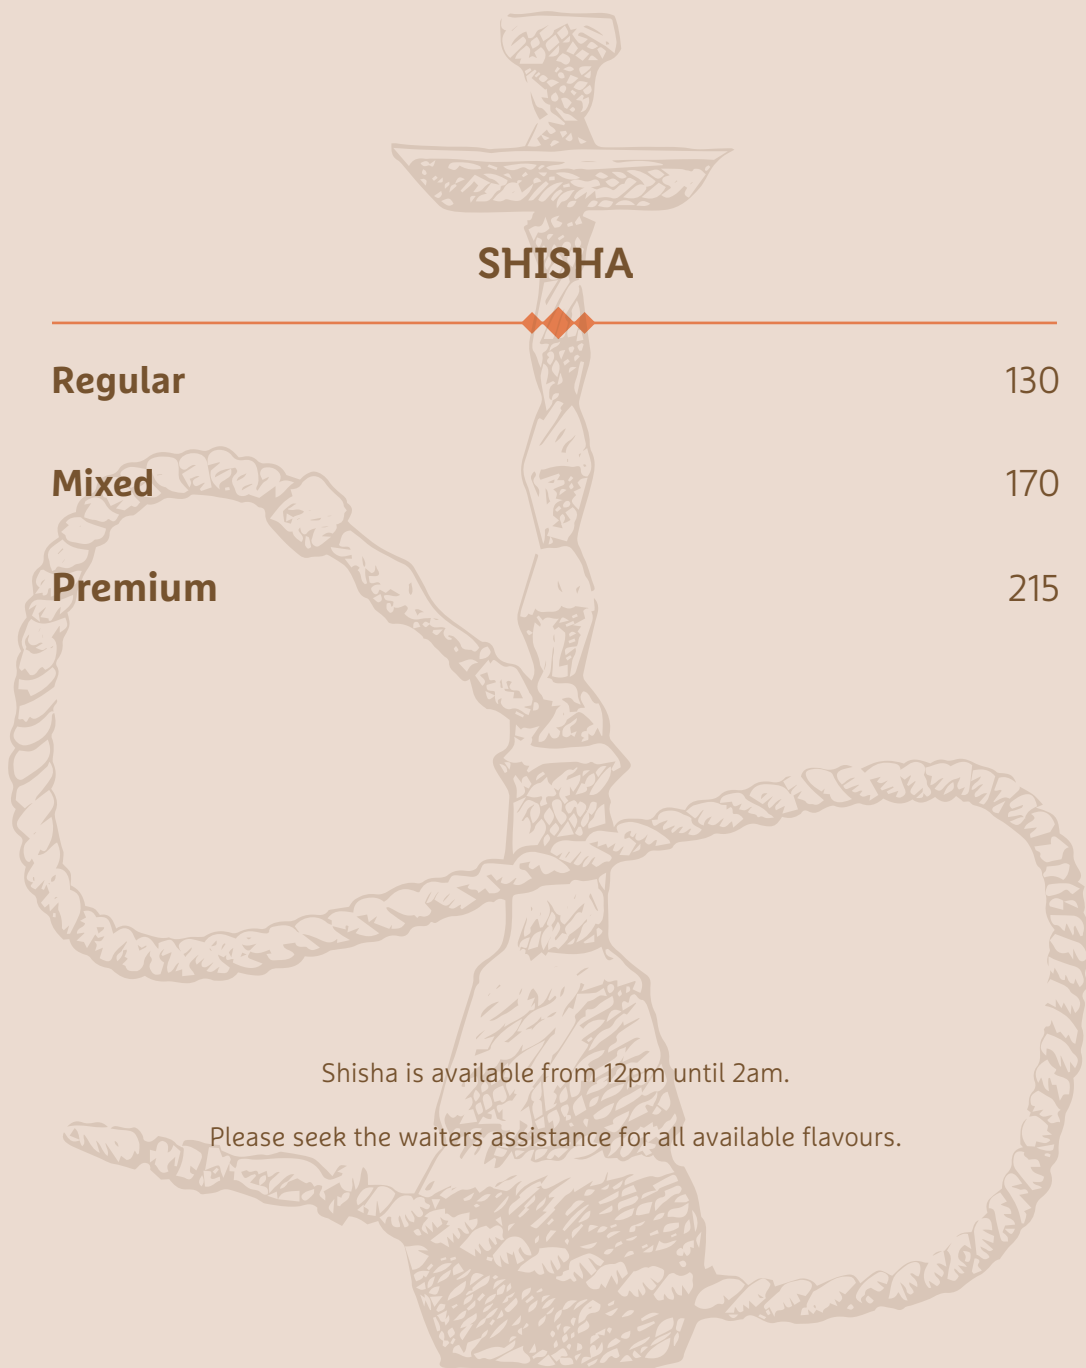 SHISHA
Regular 130
Mixed 170
Premium 215
Shisha is available from 12pm until 2am.
Please seek the waiters assistance for all available flavours.